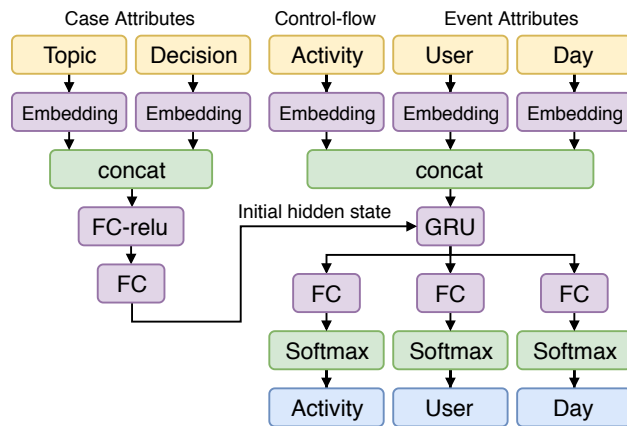 Case Attributes Control-flow Event Attributes
Topic Decision Activity User Day
Embedding Embedding Embedding Embedding Embedding
concat concat
FC-relu Initial hidden state GRU
FC FC FC FC
Softmax Softmax Softmax
Activity User Day